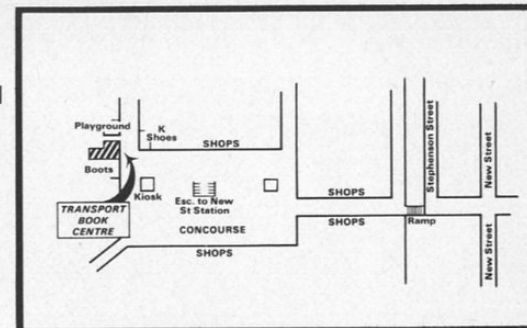 Playground
K
Shoes
SHOPS
Boots
Kiosk
Esc. to New
St Station
TRANSPORT
BOOK
CENTRE
CONCOURSE
SHOPS
SHOPS
SHOPS
Ramp
Stephenson Street
New Street
New Street